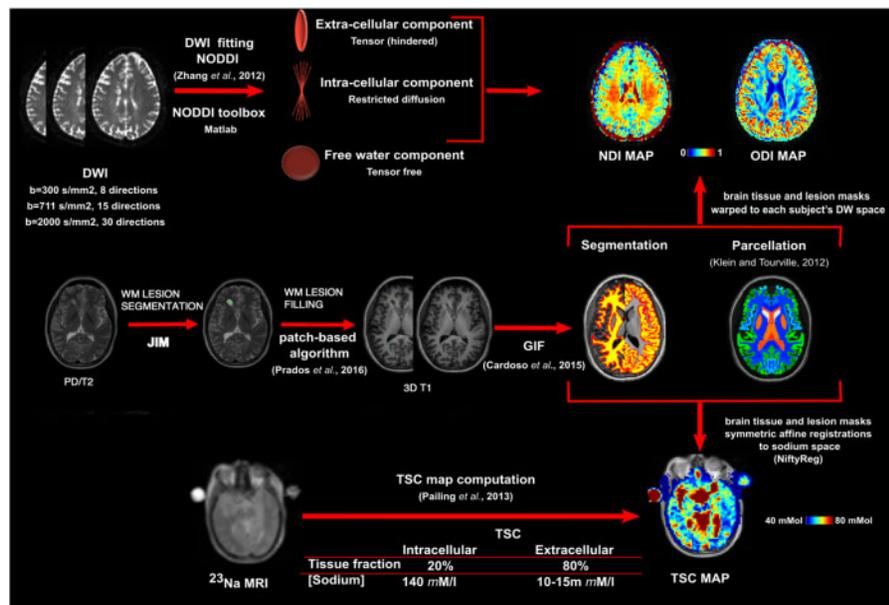 DWI fitting
NODDI
(Zhang et al., 2012)
NODDI toolbox
Matlab
Extra-cellular component
Tensor (hindered)
Intra-cellular component
Restricted diffusion
Free water component
Tensor free
DWI
b=300 s/mm2, 8 directions
b=711 s/mm2, 15 directions
b=2000 s/mm2, 30 directions
NDI MAP
0 1
ODI MAP
brain tissue and lesion masks
warped to each subject's DW space
Segmentation
Parcellation
(Klein and Tourville, 2012)
WM LESION
SEGMENTATION
JIM
WM LESION
FILLING
patch-based
algorithm
(Prados et al., 2016)
GIF
(Cardoso et al., 2015)
PD/T2
3D T1
brain tissue and lesion masks
symmetric affine registrations
to sodium space
(NiftyReg)
TSC map computation
(Pailing et al., 2013)
40 mMol 80 mMol
TSC
Intracellular Extracellular
Tissue fraction 20% 80%
[Sodium] 140 mM/l 10-15m mM/l
23Na MRI
TSC MAP